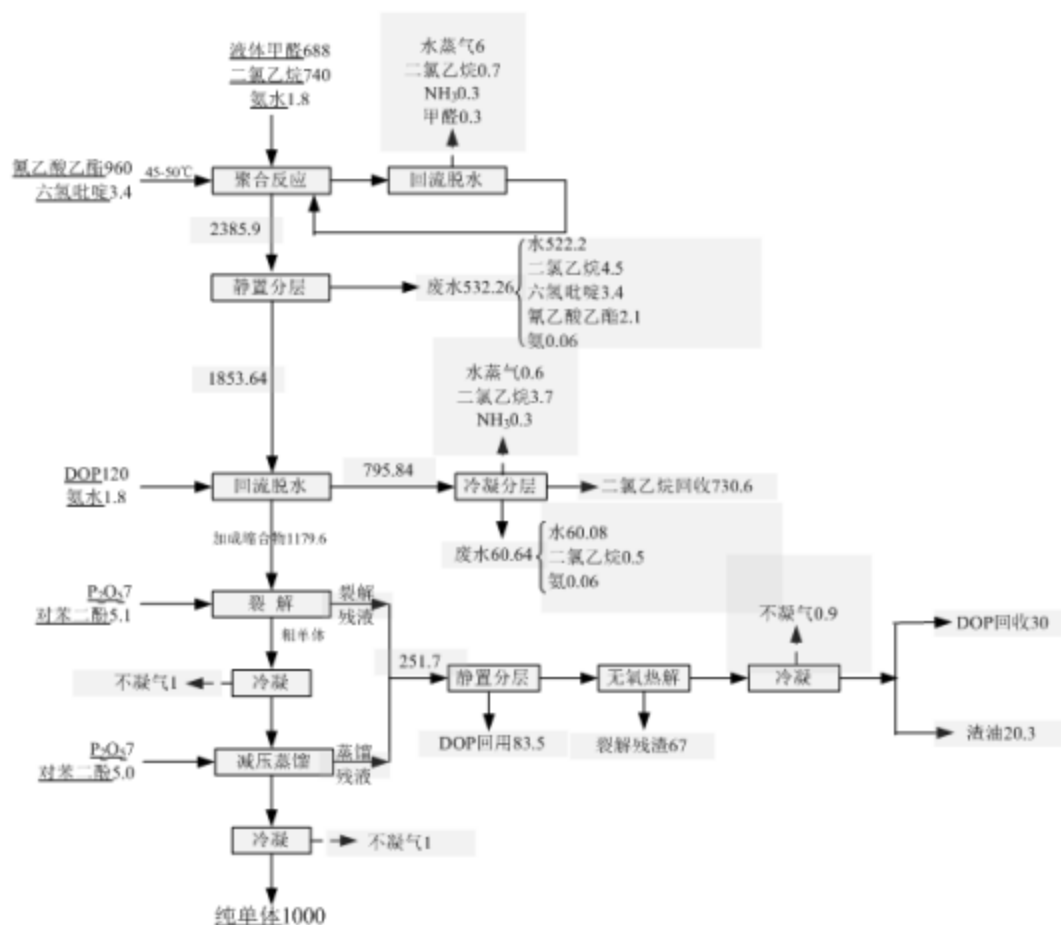 液体甲醛688
二氯乙烷740
氨水1.8
水蒸气6
二氯乙烷0.7
NH₃0.3
甲醛0.3
氰乙酸乙酯960
六氢吡啶3.4
45-50℃
聚合反应
回流脱水
2385.9
静置分层
废水532.26
水522.2
二氯乙烷4.5
六氢吡啶3.4
氰乙酸乙酯2.1
氨0.06
1853.64
水蒸气0.6
二氯乙烷3.7
NH₃0.3
DOP120
氨水1.8
回流脱水
795.84
冷凝分层
二氯乙烷回收730.6
加成缩合物1179.6
废水60.64
水60.08
二氯乙烷0.5
氨0.06
P₂O₅7
对苯二酚5.1
裂 解
裂解
残液
粗单体
不凝气0.9
DOP回收30
251.7
不凝气1
冷凝
静置分层
无氧热解
冷凝
DOP回用83.5
裂解残渣67
渣油20.3
P₂O₅7
对苯二酚5.0
减压蒸馏
蒸馏
残液
冷凝
不凝气1
纯单体1000